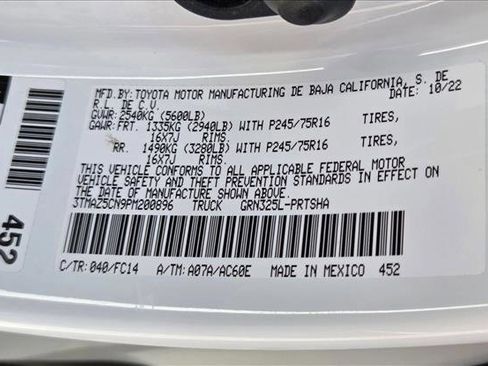 MFD.BY: TOYOTA MOTOR MANUFACTURING DE BAJA CALIFORNIA, S. DE
R.L. DE C.V. DATE: 10/22
GVWR: 2540KG (5600LB)
GAWR: FRT. 1335KG (2940LB) WITH P245/75R16 TIRES,
16X7J RIMS.
RR. 1490KG (3280LB) WITH P245/75R16 TIRES,
16X7J RIMS.
THIS VEHICLE CONFORMS TO ALL APPLICABLE FEDERAL MOTOR
VEHICLE SAFETY AND THEFT PREVENTION STANDARDS IN EFFECT ON
THE DATE OF MANUFACTURE SHOWN ABOVE.
3TMAZ5CN9PM200896 TRUCK GRN325L-PRTSHA
C/TR: 040/FC14 A/TM: A07A/AC60E MADE IN MEXICO 452
452